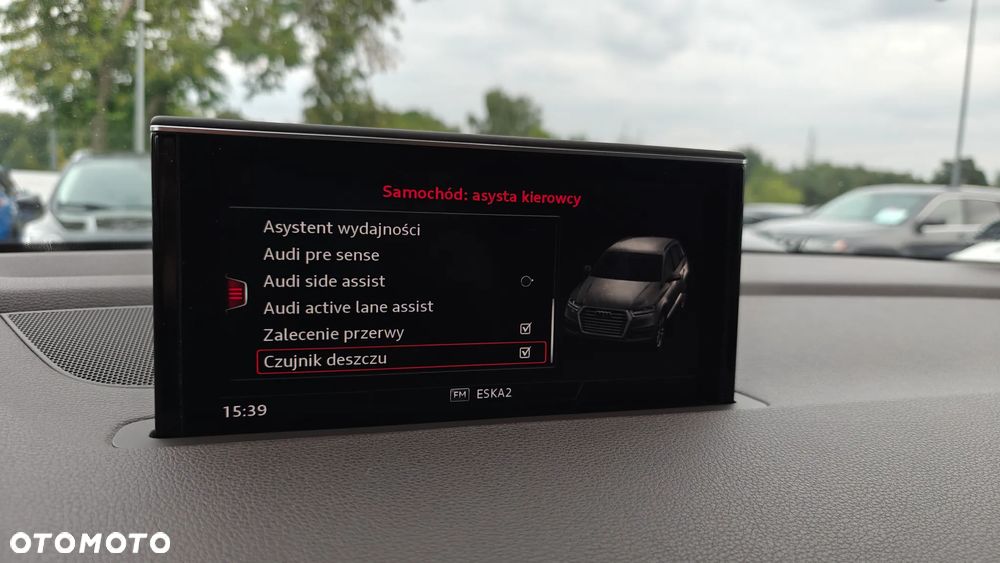 Samochód: asysta kierowcy
Asystent wydajności
Audi pre sense
Audi side assist
Audi active lane assist
Zalecenie przerwy
Czujnik deszczu
15:39
FM ESKA2
OTOMOTO